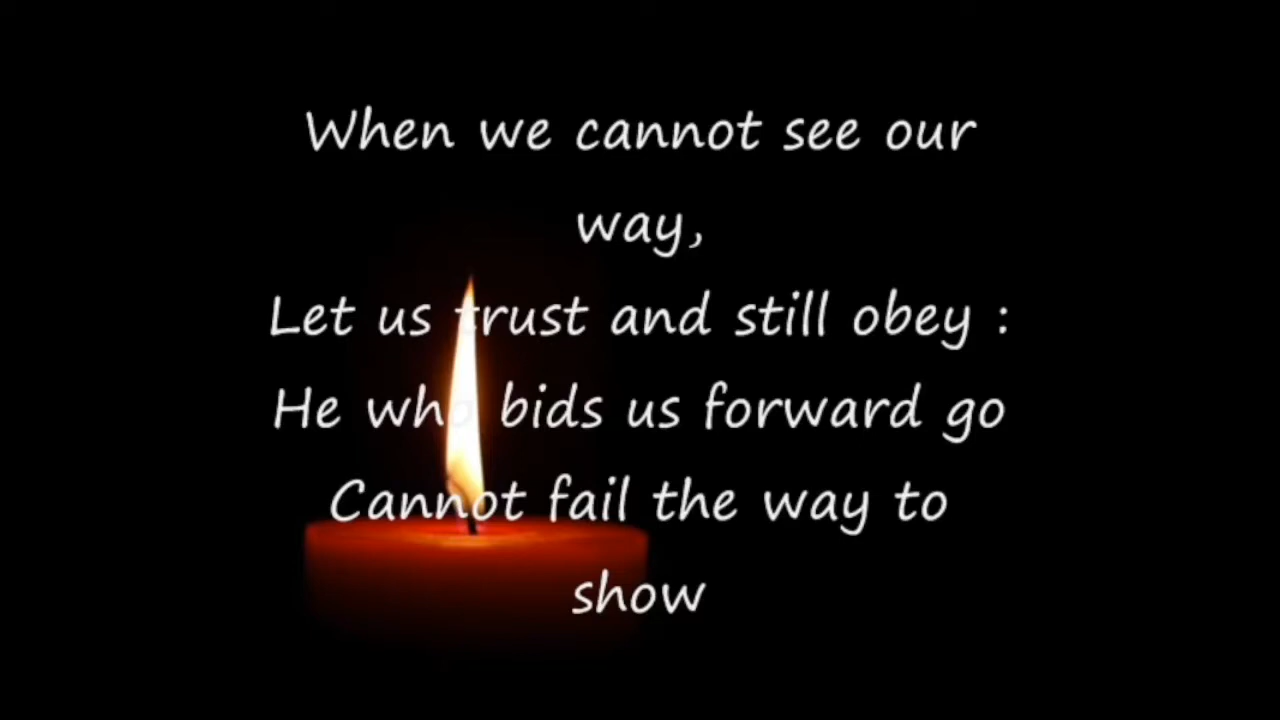 When we cannot see our
way,
Let us trust and still obey :
He who bids us forward go
Cannot fail the way to
show